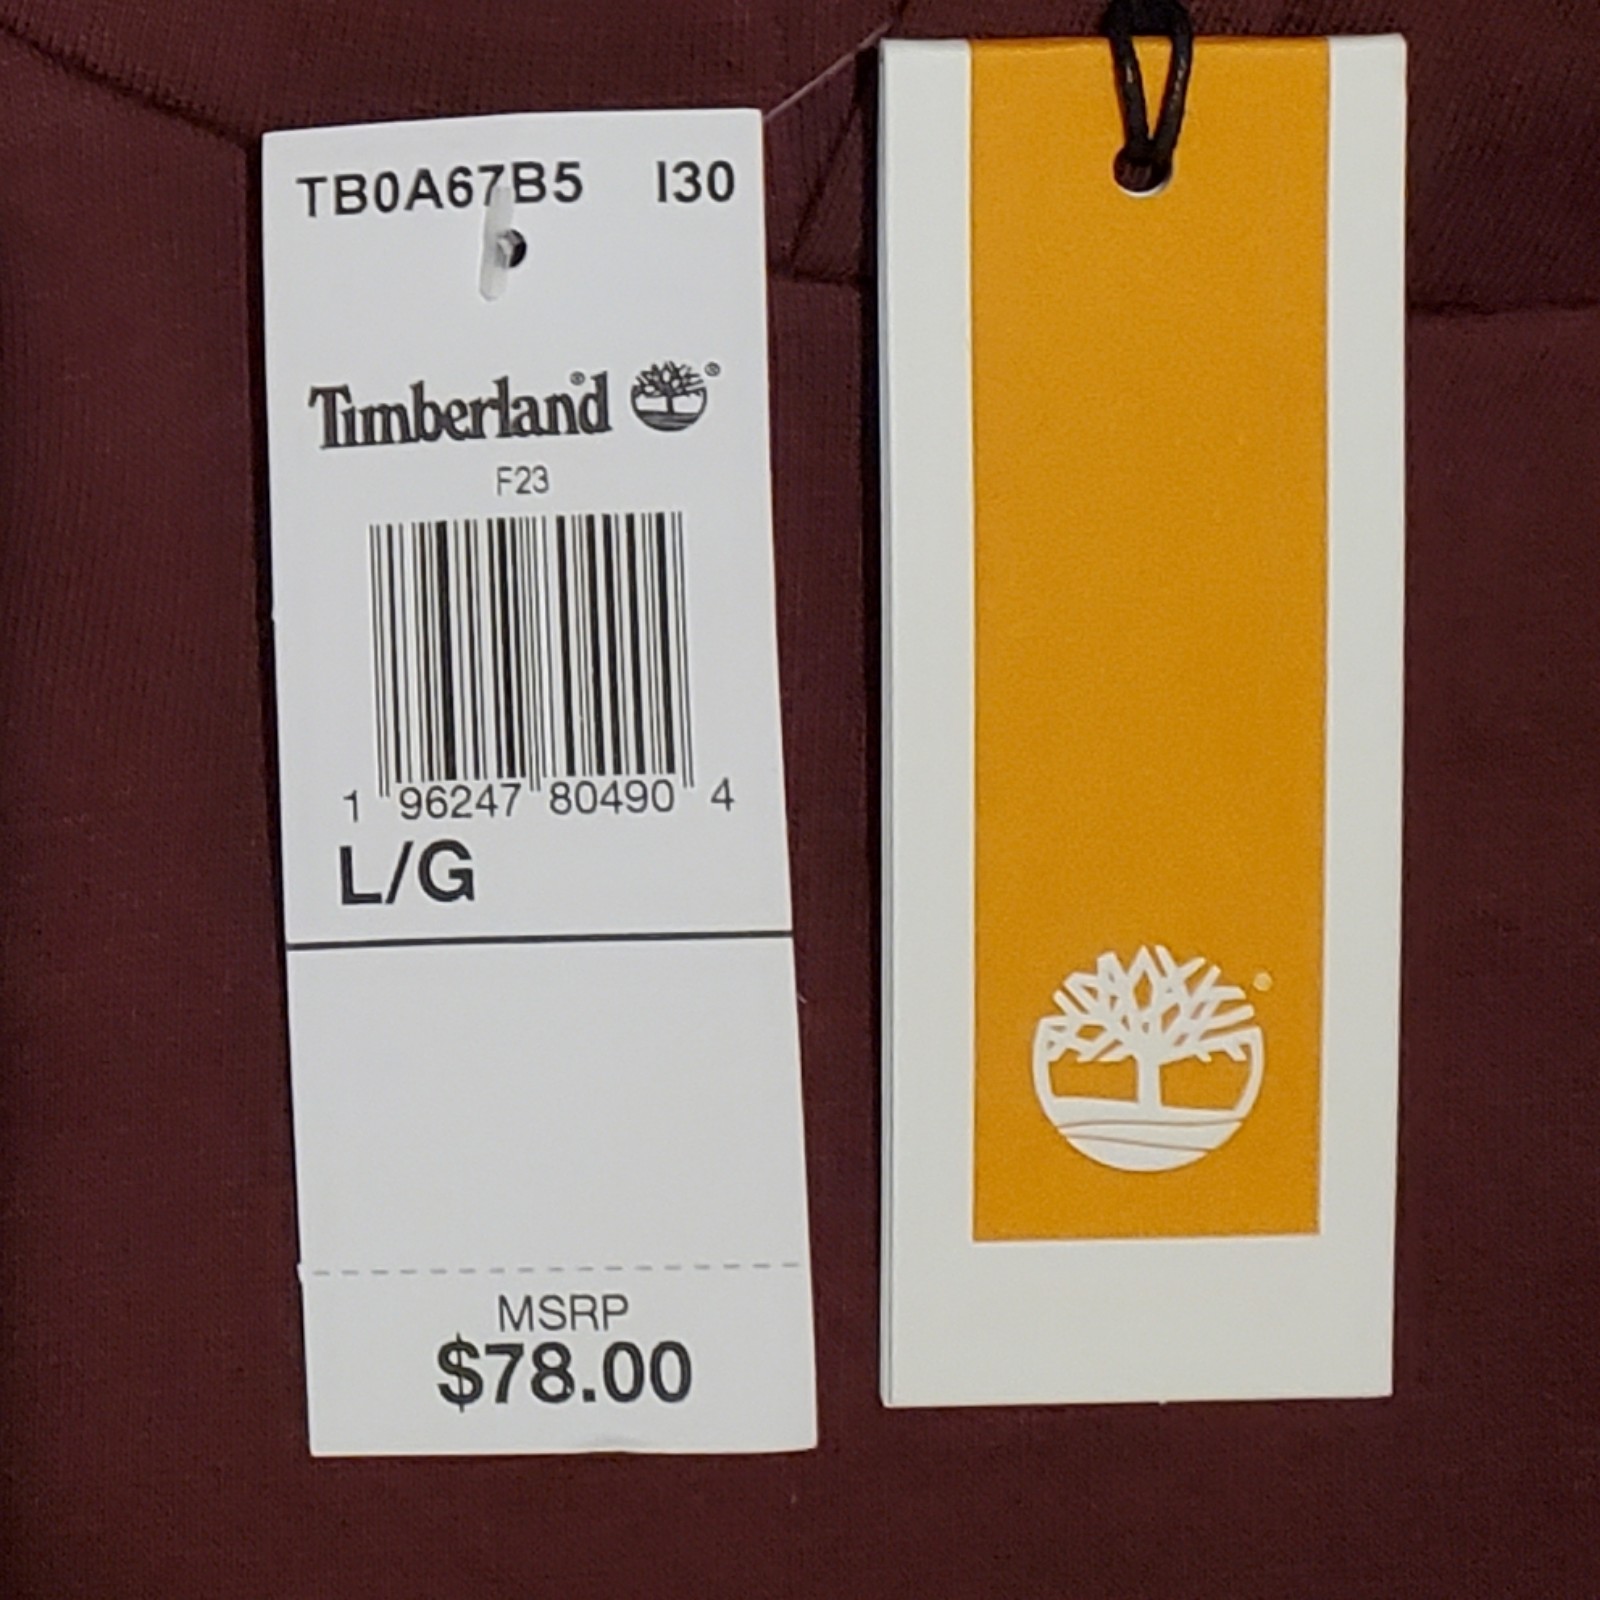 TB0A67B5 I30
Timberland®®
F23
1 96247 80490 4
L/G
MSRP
$78.00